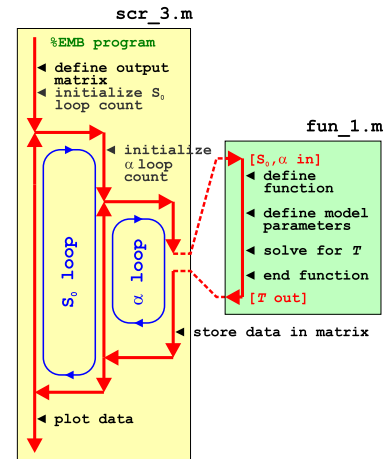 scr_3.m
%EMB program
define output
matrix
initialize S₀
loop count
initialize
α loop
count
S₀ loop
α loop
store data in matrix
plot data
fun_1.m
[S₀,α in]
define
function
define model
parameters
solve for T
end function
[T out]